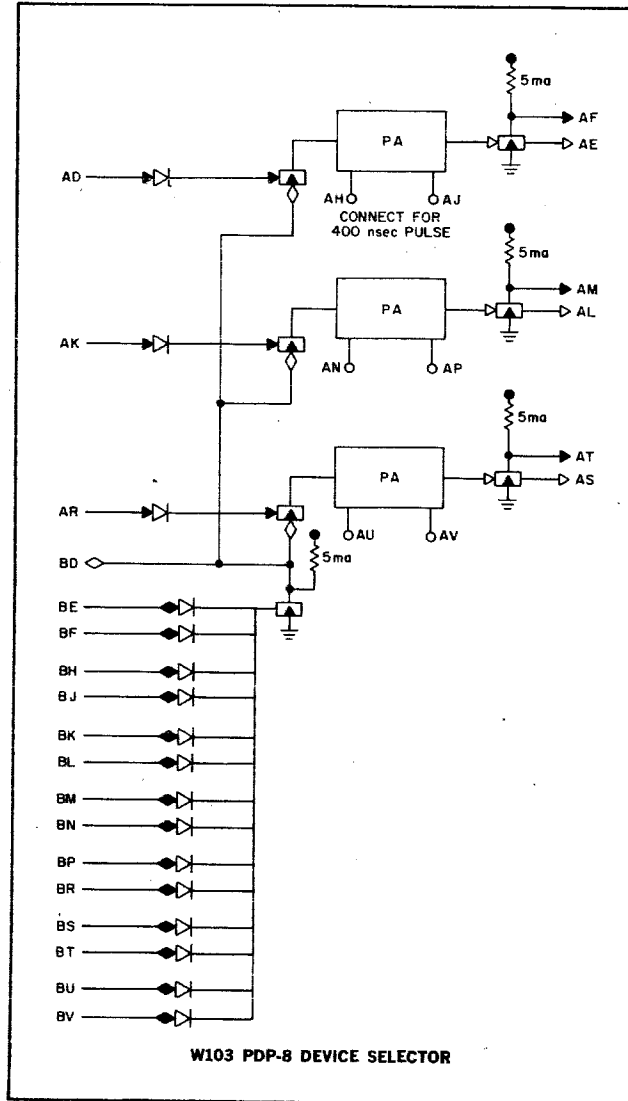 5ma
AF
PA
AE
AD
AH
AJ
CONNECT FOR
400 nsec PULSE
5ma
AM
PA
AL
AK
AN
AP
5ma
AT
PA
AS
AR
AU
AV
BD
5ma
BE
BF
BH
BJ
BK
BL
BM
BN
BP
BR
BS
BT
BU
BV
W103 PDP-8 DEVICE SELECTOR